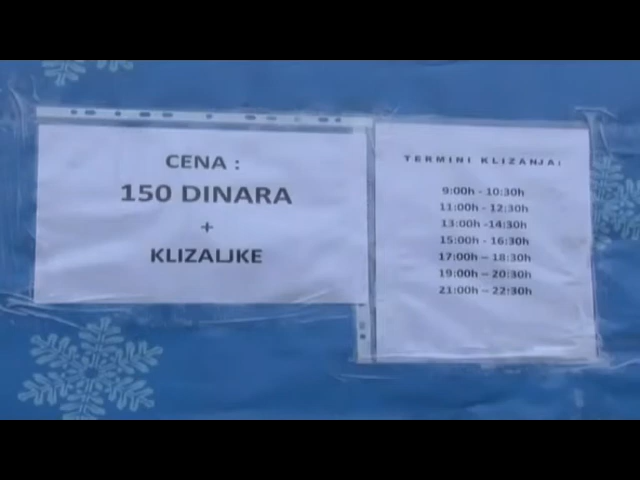 CENA :
150 DINARA
+
KLIZALJKE
TERMINI KLIZANJA:
9:00h - 10:30h
11:00h - 12:30h
13:00h -14:30h
15:00h - 16:30h
17:00h – 18:30h
19:00h – 20:30h
21:00h – 22:30h